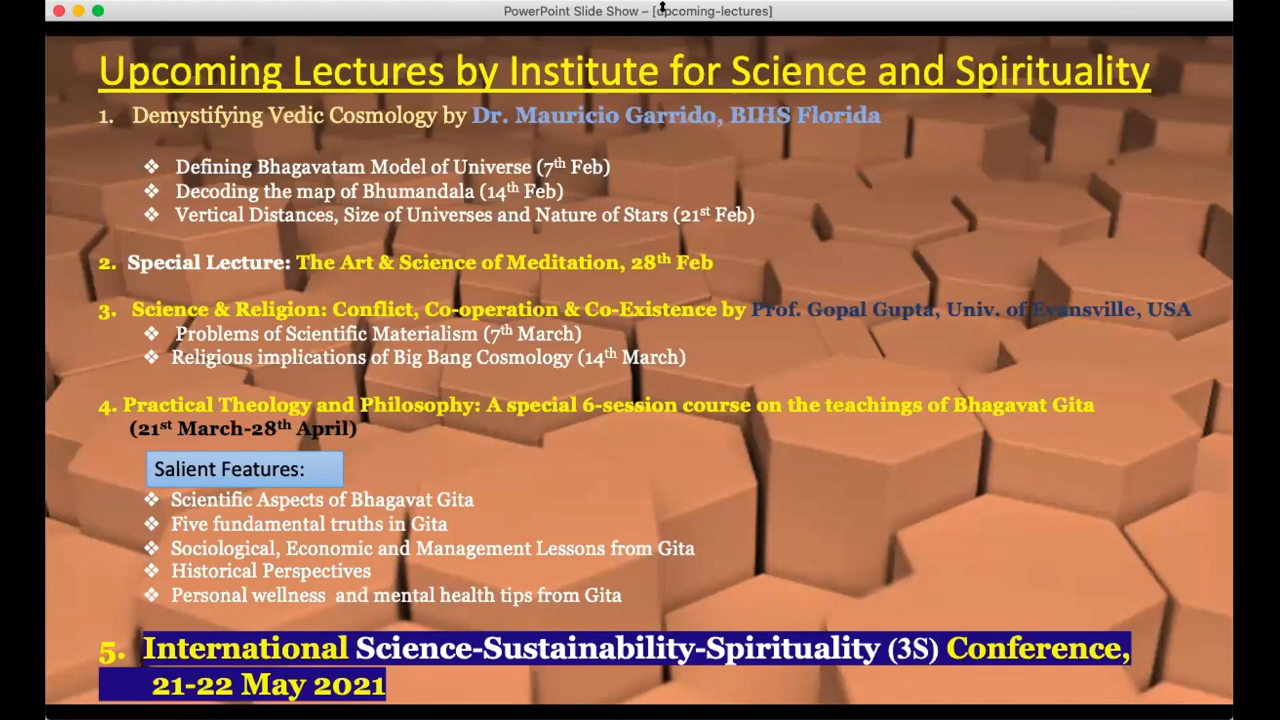 PowerPoint Slide Show – [upcoming-lectures]
Upcoming Lectures by Institute for Science and Spirituality
1. Demystifying Vedic Cosmology by Dr. Mauricio Garrido, BIHS Florida
❖ Defining Bhagavatam Model of Universe (7th Feb)
❖ Decoding the map of Bhumandala (14th Feb)
❖ Vertical Distances, Size of Universes and Nature of Stars (21st Feb)
2. Special Lecture: The Art & Science of Meditation, 28th Feb
3. Science & Religion: Conflict, Co-operation & Co-Existence by Prof. Gopal Gupta, Univ. of Evansville, USA
❖ Problems of Scientific Materialism (7th March)
❖ Religious implications of Big Bang Cosmology (14th March)
4. Practical Theology and Philosophy: A special 6-session course on the teachings of Bhagavat Gita
(21st March-28th April)
Salient Features:
❖ Scientific Aspects of Bhagavat Gita
❖ Five fundamental truths in Gita
❖ Sociological, Economic and Management Lessons from Gita
❖ Historical Perspectives
❖ Personal wellness and mental health tips from Gita
5. International Science-Sustainability-Spirituality (3S) Conference,
21-22 May 2021